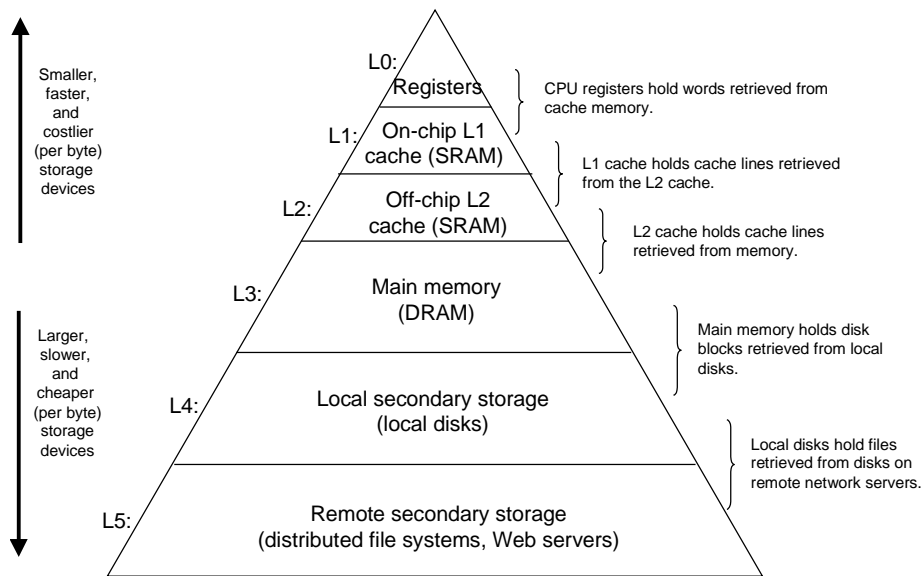 Smaller,
faster,
and
costlier
(per byte)
storage
devices
Larger,
slower,
and
cheaper
(per byte)
storage
devices
L0:
Registers
L1:
On-chip L1
cache (SRAM)
L2:
Off-chip L2
cache (SRAM)
L3:
Main memory
(DRAM)
L4:
Local secondary storage
(local disks)
L5:
Remote secondary storage
(distributed file systems, Web servers)
CPU registers hold words retrieved from
cache memory.
L1 cache holds cache lines retrieved
from the L2 cache.
L2 cache holds cache lines
retrieved from memory.
Main memory holds disk
blocks retrieved from local
disks.
Local disks hold files
retrieved from disks on
remote network servers.